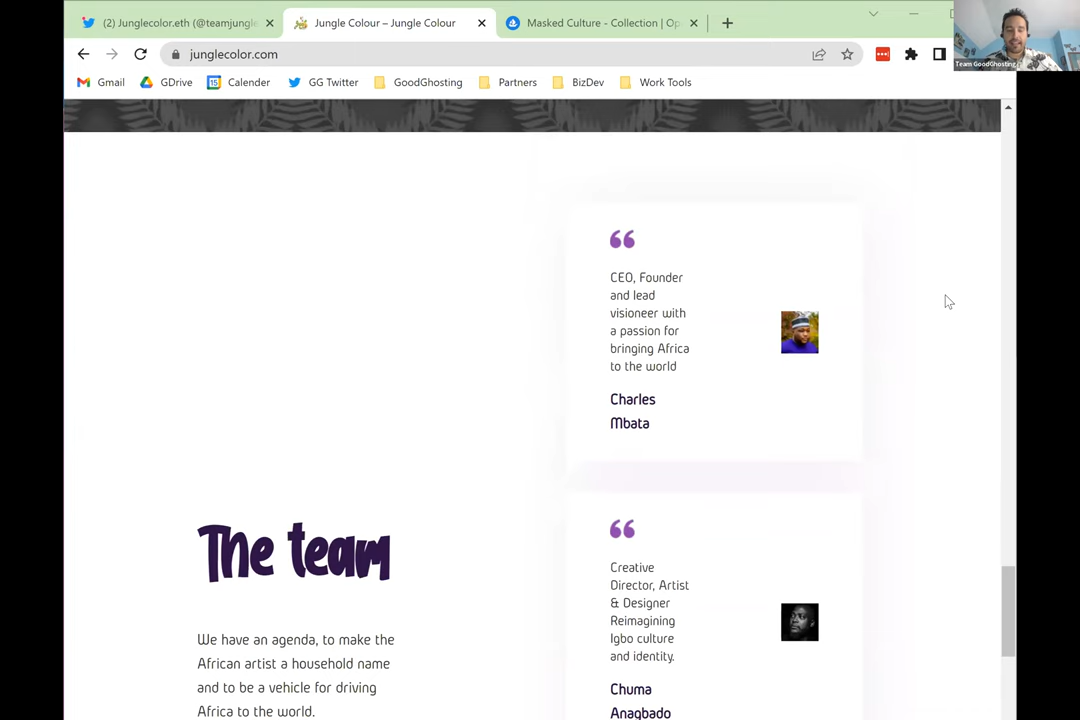 (2) Junglecolor.eth (@teamjungle
Jungle Colour – Jungle Colour
Masked Culture - Collection | Op
junglecolor.com
Team GoodGhosting
Gmail
GDrive
15
Calender
GG Twitter
GoodGhosting
Partners
BizDev
Work Tools
“
CEO, Founder
and lead
visioneer with
a passion for
bringing Africa
to the world
Charles
Mbata
The team
We have an agenda, to make the
African artist a household name
and to be a vehicle for driving
Africa to the world.
“
Creative
Director, Artist
& Designer
Reimagining
Igbo culture
and identity.
Chuma
Anagbado